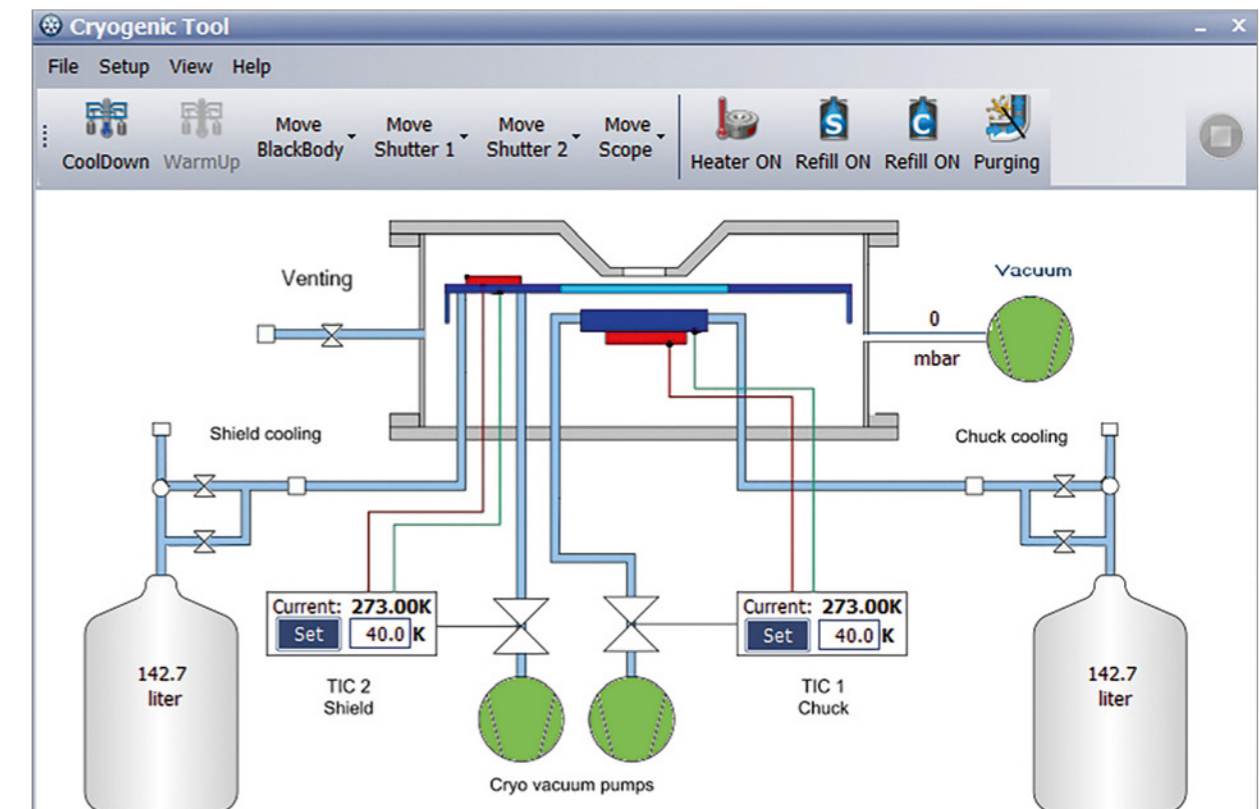 Cryogenic Tool
File Setup View Help
CoolDown
WarmUp
Move
BlackBody
Move
Shutter 1
Move
Shutter 2
Move
Scope
Heater ON
S
Refill ON
C
Refill ON
Purging
Venting
Vacuum
0
mbar
Shield cooling
Chuck cooling
Current: 273.00K
Set 40.0 K
TIC 2
Shield
Current: 273.00K
Set 40.0 K
TIC 1
Chuck
142.7
liter
142.7
liter
Cryo vacuum pumps